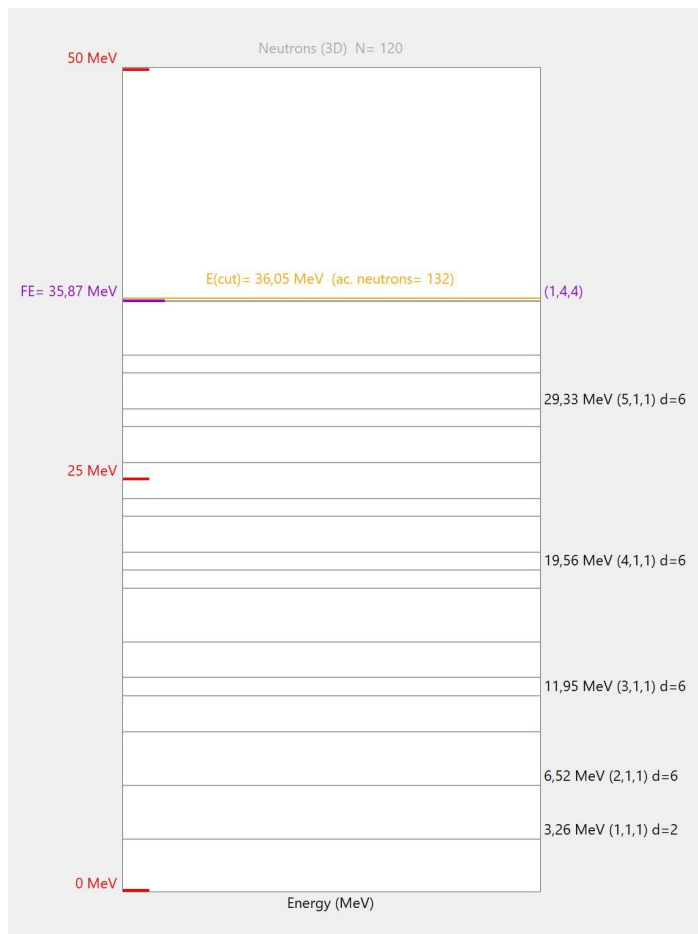 Neutrons (3D) N= 120
50 MeV
E(cut)= 36,05 MeV (ac. neutrons= 132)
FE= 35,87 MeV
(1,4,4)
29,33 MeV (5,1,1) d=6
25 MeV
19,56 MeV (4,1,1) d=6
11,95 MeV (3,1,1) d=6
6,52 MeV (2,1,1) d=6
3,26 MeV (1,1,1) d=2
0 MeV
Energy (MeV)